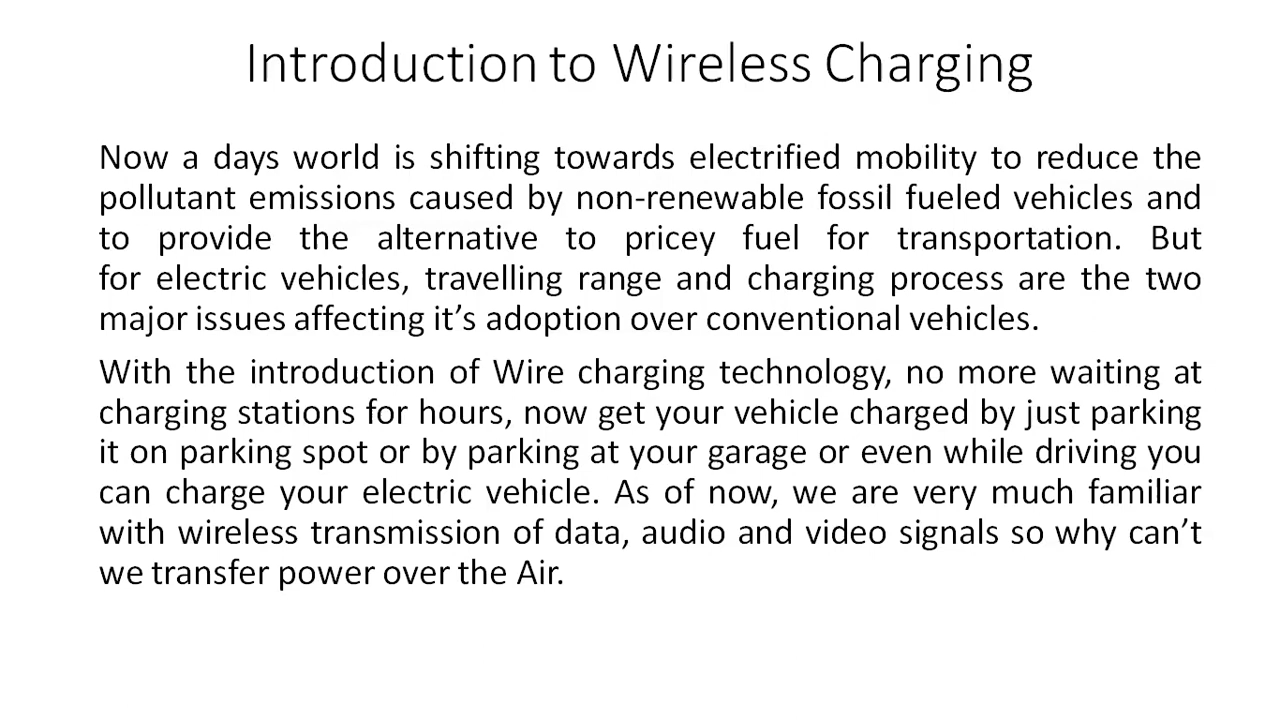 Introduction to Wireless Charging
Now a days world is shifting towards electrified mobility to reduce the
pollutant emissions caused by non-renewable fossil fueled vehicles and
to provide the alternative to pricey fuel for transportation. But
for electric vehicles, travelling range and charging process are the two
major issues affecting it’s adoption over conventional vehicles.
With the introduction of Wire charging technology, no more waiting at
charging stations for hours, now get your vehicle charged by just parking
it on parking spot or by parking at your garage or even while driving you
can charge your electric vehicle. As of now, we are very much familiar
with wireless transmission of data, audio and video signals so why can’t
we transfer power over the Air.